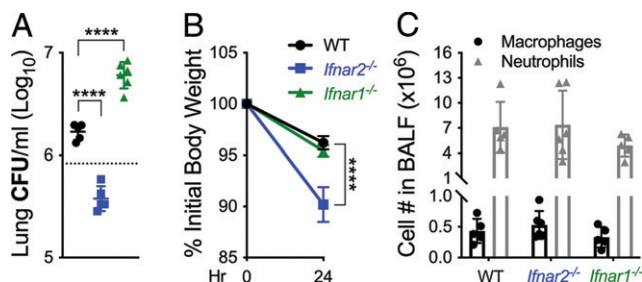 A
Lung CFU/ml (Log10)
7
6
5
****
****
B
% Initial Body Weight
105
100
95
90
85
Hr 0 24
WT
Ifnar2-/-
Ifnar1-/-
****
C
Cell # in BALF (x10⁶)
16
13
10
7
4
1.0
0.5
0.0
Macrophages
Neutrophils
WT Ifnar2-/- Ifnar1-/-